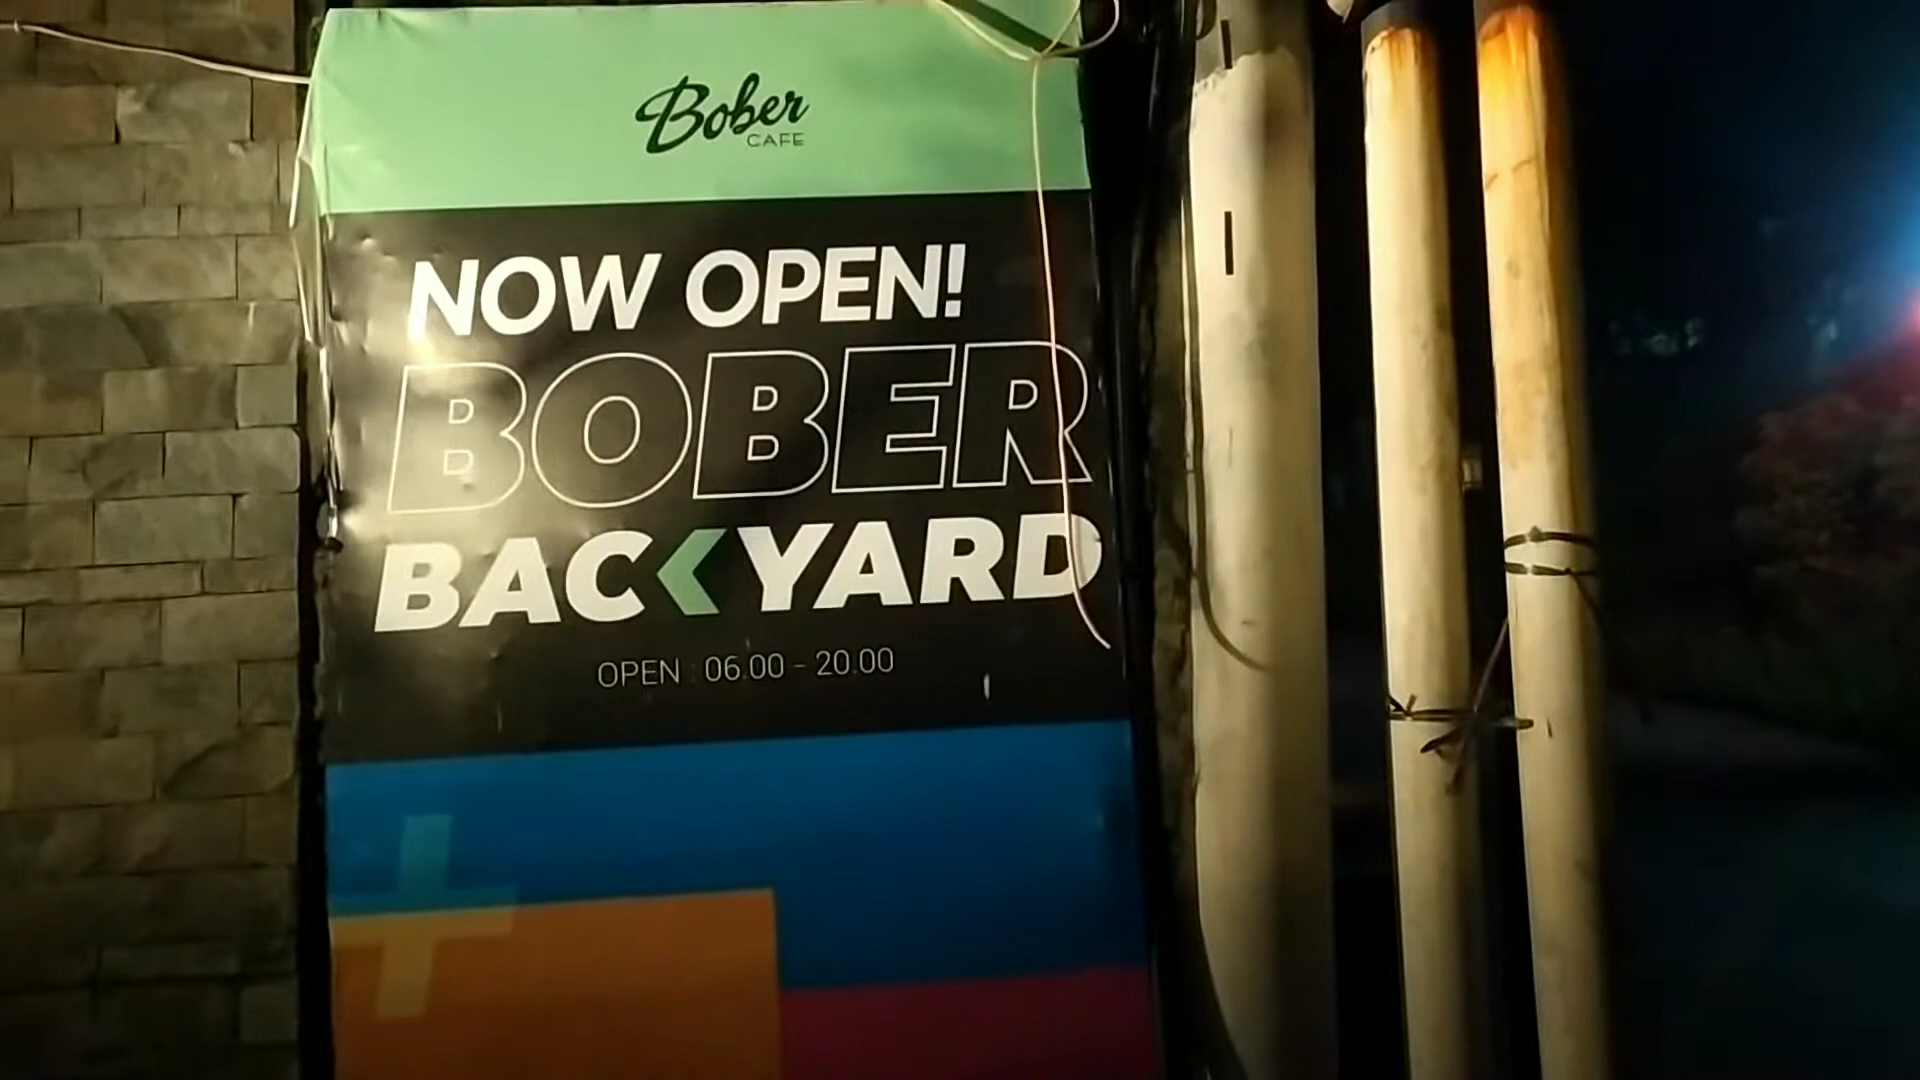 Bober
CAFE
NOW OPEN!
BOBER
BAC<YARD
OPEN : 06.00 - 20.00